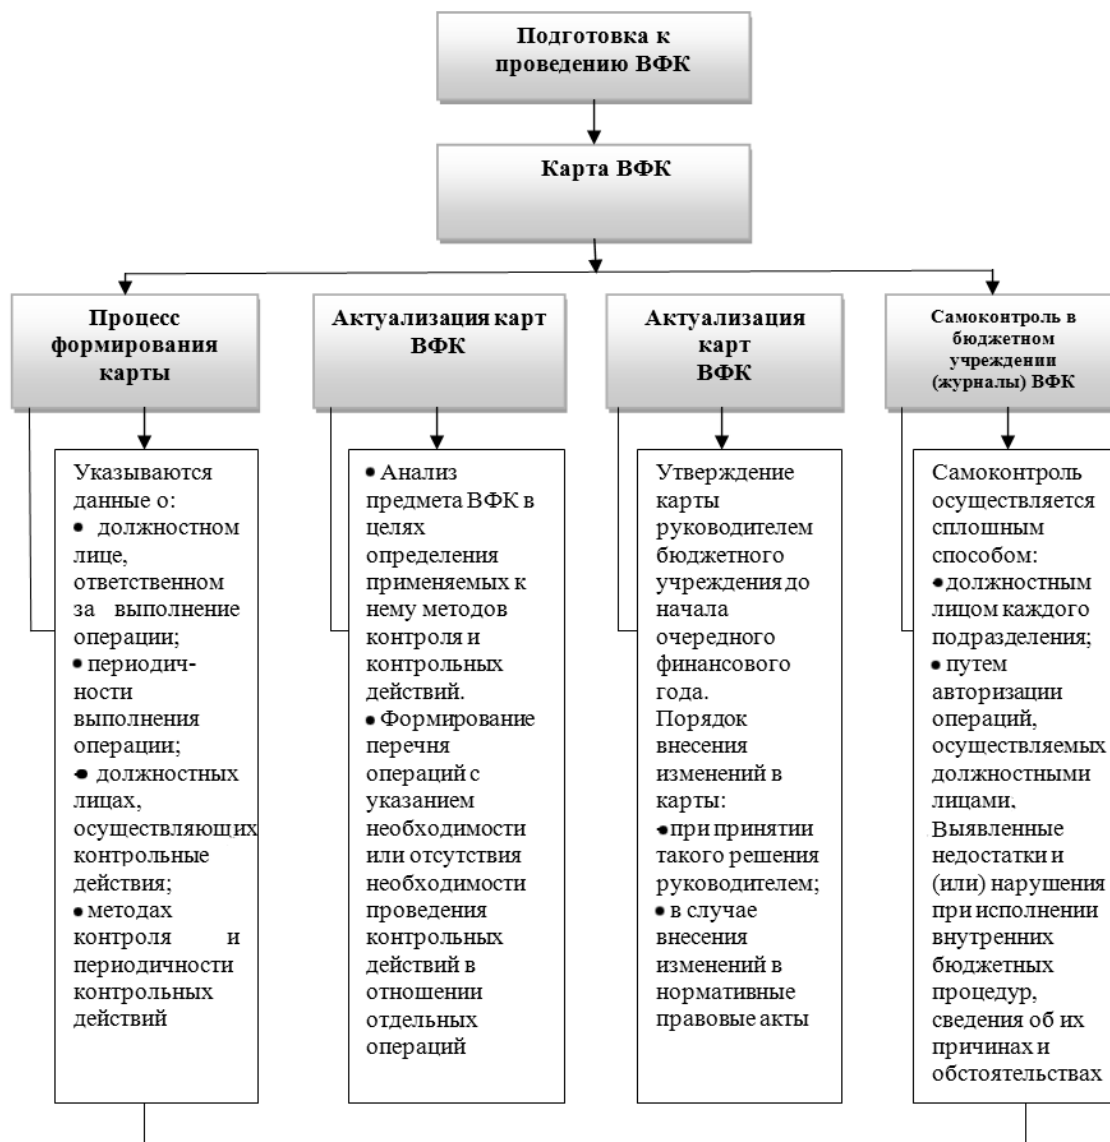 Подготовка к
проведению ВФК
Карта ВФК
Процесс
формирования
карты
Актуализация карт
ВФК
Актуализация
карт
ВФК
Самоконтроль в
бюджетном
учреждении
(журналы) ВФК
Указываются
данные о:
• должностном
лице,
ответственном
за выполнение
операции;
• периодич-
ности
выполнения
операции;
• должностных
лицах,
осуществляющих
контрольные
действия;
• методах
контроля и
периодичности
контрольных
действий
• Анализ
предмета ВФК в
целях
определения
применяемых к
нему методов
контроля и
контрольных
действий.
• Формирование
перечня
операций с
указанием
необходимости
или отсутствия
необходимости
проведения
контрольных
действий в
отношении
отдельных
операций
Утверждение
карты
руководителем
бюджетного
учреждения до
начала
очередного
финансового
года.
Порядок
внесения
изменений в
карты:
• при принятии
такого решения
руководителем;
• в случае
внесения
изменений в
нормативные
правовые акты
Самоконтроль
осуществляется
сплошным
способом:
• должностным
лицом каждого
подразделения;
• путем
авторизации
операций,
осуществляемых
должностными
лицами,
Выявленные
недостатки и
(или) нарушения
при исполнении
внутренних
бюджетных
процедур,
сведения об их
причинах и
обстоятельствах